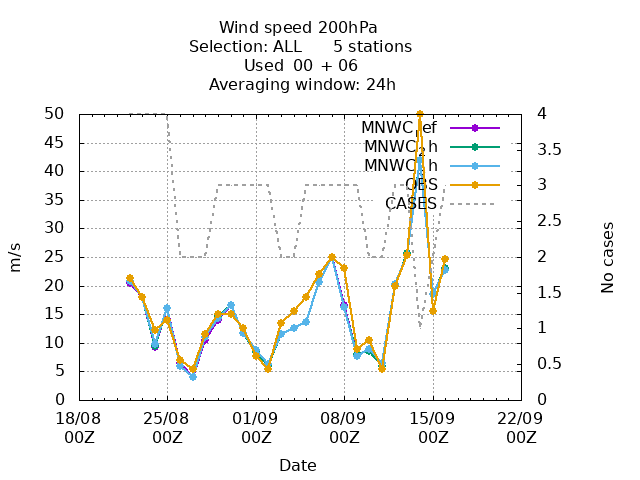 Wind speed 200hPa
Selection: ALL 5 stations
Used 00 + 06
Averaging window: 24h
50
45
40
35
30
25
20
15
10
5
0
4
3.5
3
2.5
2
1.5
1
0.5
0
m/s
No cases
MNWC_ref
MNWC_2h
MNWC_1h
OBS
CASES
18/08 00Z
25/08 00Z
01/09 00Z
08/09 00Z
15/09 00Z
22/09 00Z
Date